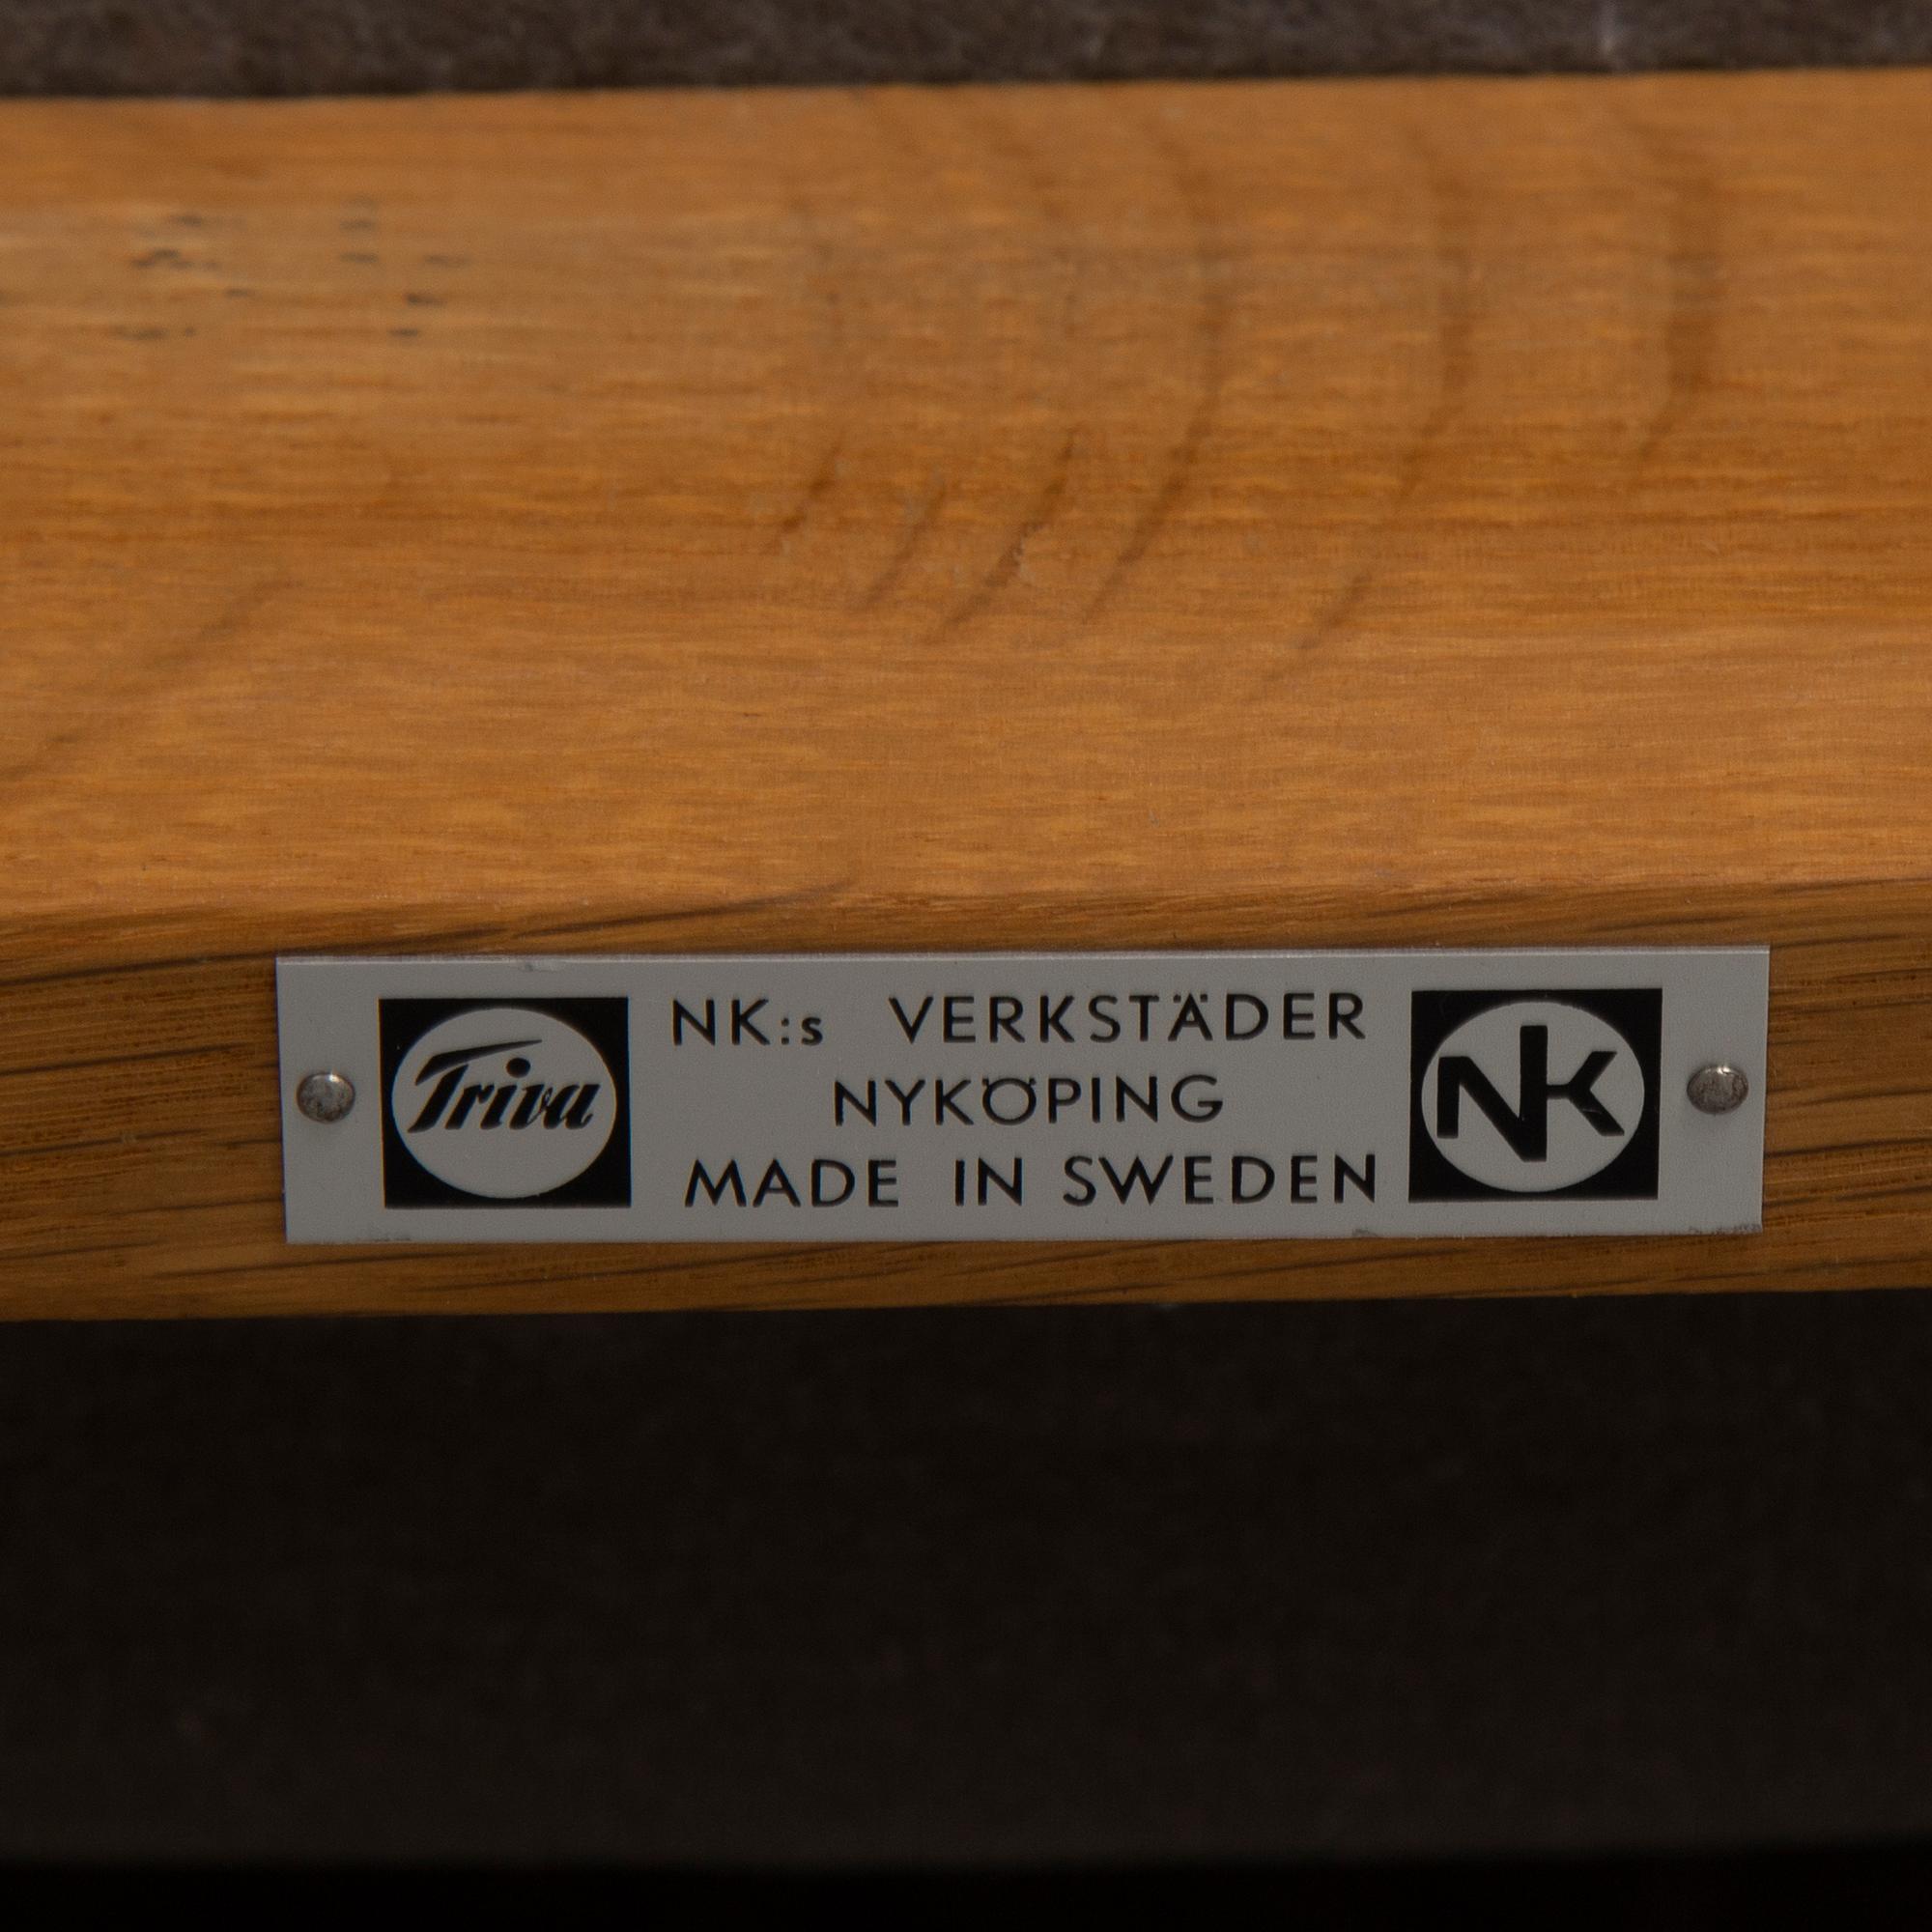 Triva
NK:s VERKSTÄDER
NYKÖPING
MADE IN SWEDEN
NK